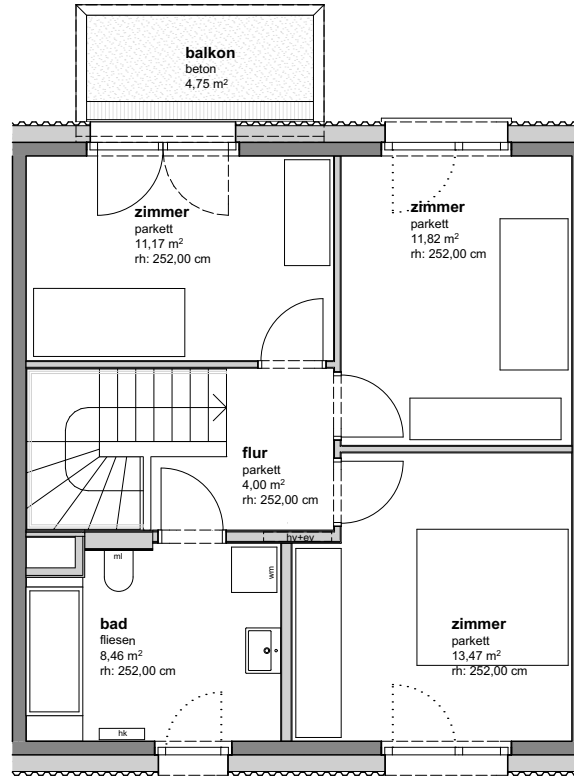 balkon
beton
4,75 m²
zimmer
parkett
11,17 m²
rh: 252,00 cm
zimmer
parkett
11,82 m²
rh: 252,00 cm
flur
parkett
4,00 m²
rh: 252,00 cm
hv+ev
ml
wm
bad
fliesen
8,46 m²
rh: 252,00 cm
hk
zimmer
parkett
13,47 m²
rh: 252,00 cm